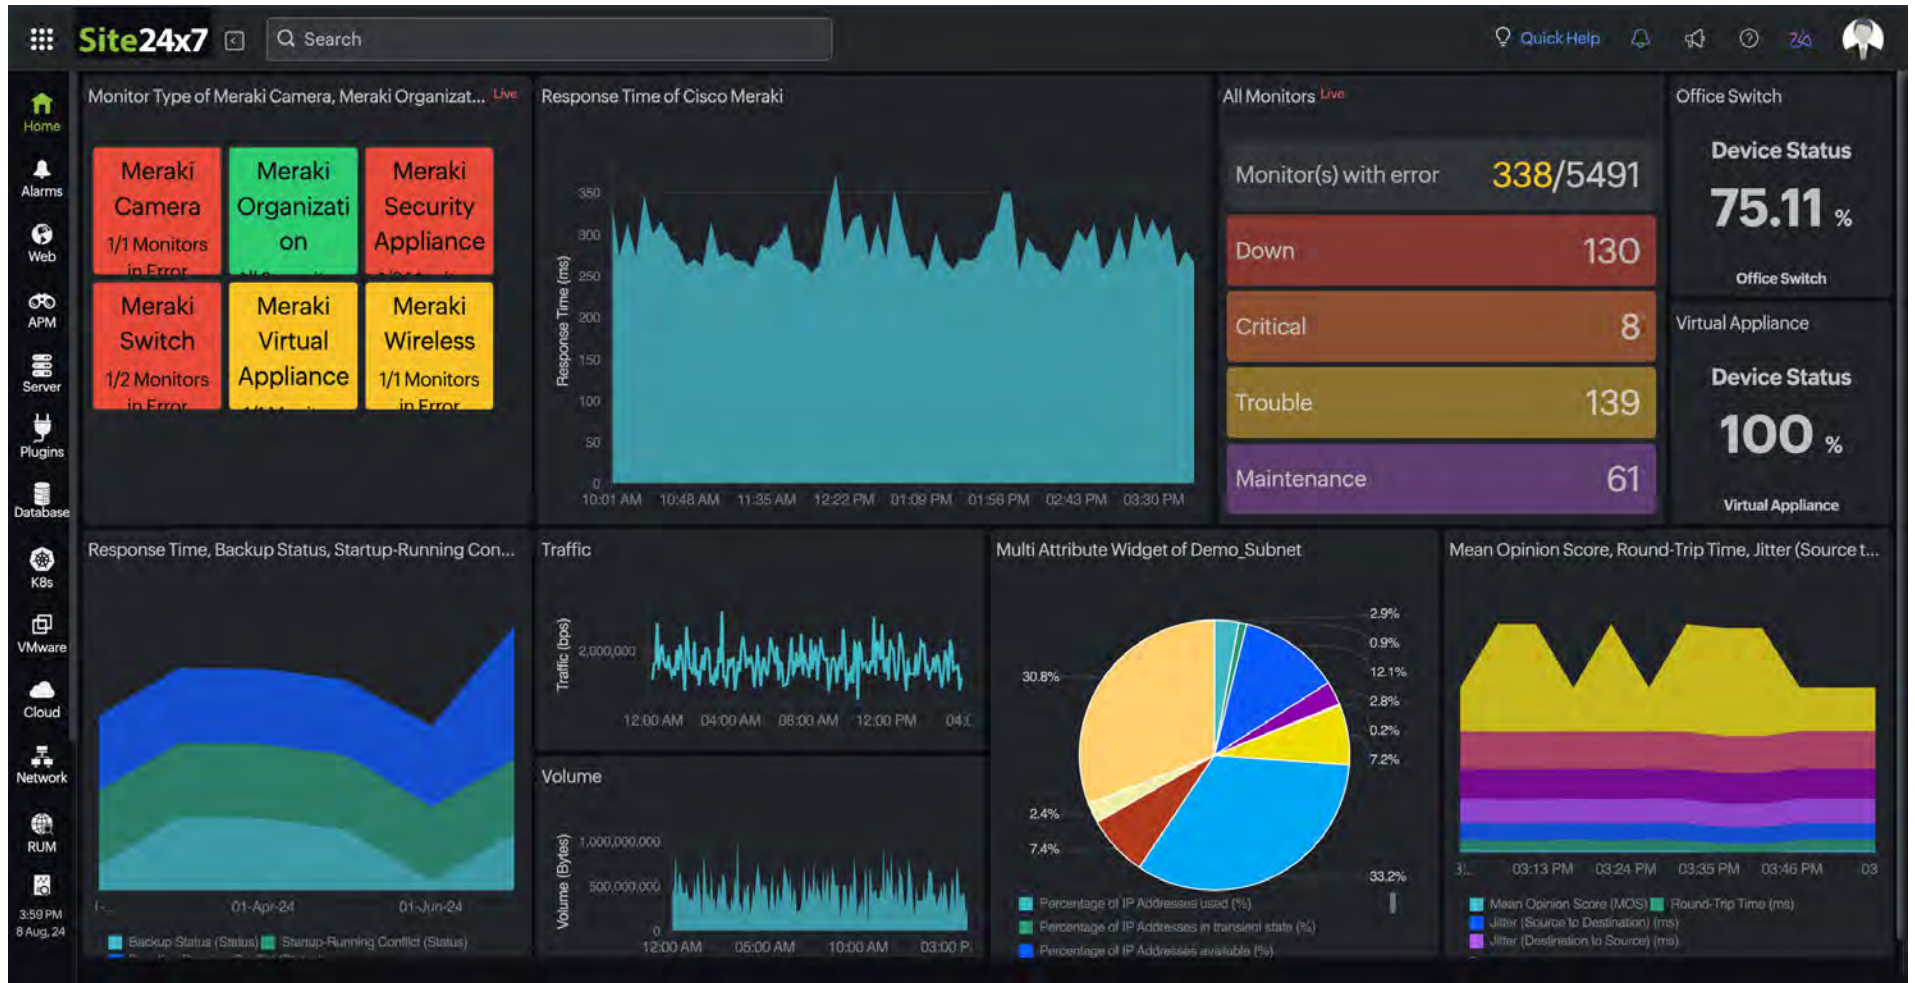 Site24x7
Search
Quick Help
Home
Alarms
Web
APM
Server
Plugins
Database
K8s
VMware
Cloud
Network
RUM
3:59 PM
8 Aug, 24
Monitor Type of Meraki Camera, Meraki Organizat... Live
Meraki
Camera
1/1 Monitors
in Error
Meraki
Organizati
on
Meraki
Security
Appliance
Meraki
Switch
1/2 Monitors
in Error
Meraki
Virtual
Appliance
Meraki
Wireless
1/1 Monitors
in Error
Response Time of Cisco Meraki
Response Time (ms)
350
300
250
200
150
100
50
0
10:01 AM 10:48 AM 11:35 AM 12:22 PM 01:09 PM 01:56 PM 02:43 PM 03:30 PM
All Monitors Live
Monitor(s) with error 338/5491
Down 130
Critical 8
Trouble 139
Maintenance 61
Office Switch
Device Status
75.11 %
Office Switch
Virtual Appliance
Device Status
100 %
Virtual Appliance
Response Time, Backup Status, Startup-Running Con...
01-Apr-24 01-Jun-24
Backup Status (Status) Startup-Running Conflict (Status)
Traffic
Traffic (bps)
2,000,000
12:00 AM 04:00 AM 08:00 AM 12:00 PM
Volume
Volume (Bytes)
1,000,000,000
500,000,000
0
12:00 AM 05:00 AM 10:00 AM 03:00 P
Multi Attribute Widget of Demo_Subnet
2.9%
0.9%
12.1%
2.8%
0.2%
7.2%
33.2%
7.4%
2.4%
30.8%
Percentage of IP Addresses used (%)
Percentage of IP Addresses in transient state (%)
Percentage of IP Addresses available (%)
Mean Opinion Score, Round-Trip Time, Jitter (Source t...
3:... 03:13 PM 03:24 PM 03:35 PM 03:46 PM 03
Mean Opinion Score (MOS) Round-Trip Time (ms)
Jitter (Source to Destination) (ms)
Jitter (Destination to Source) (ms)